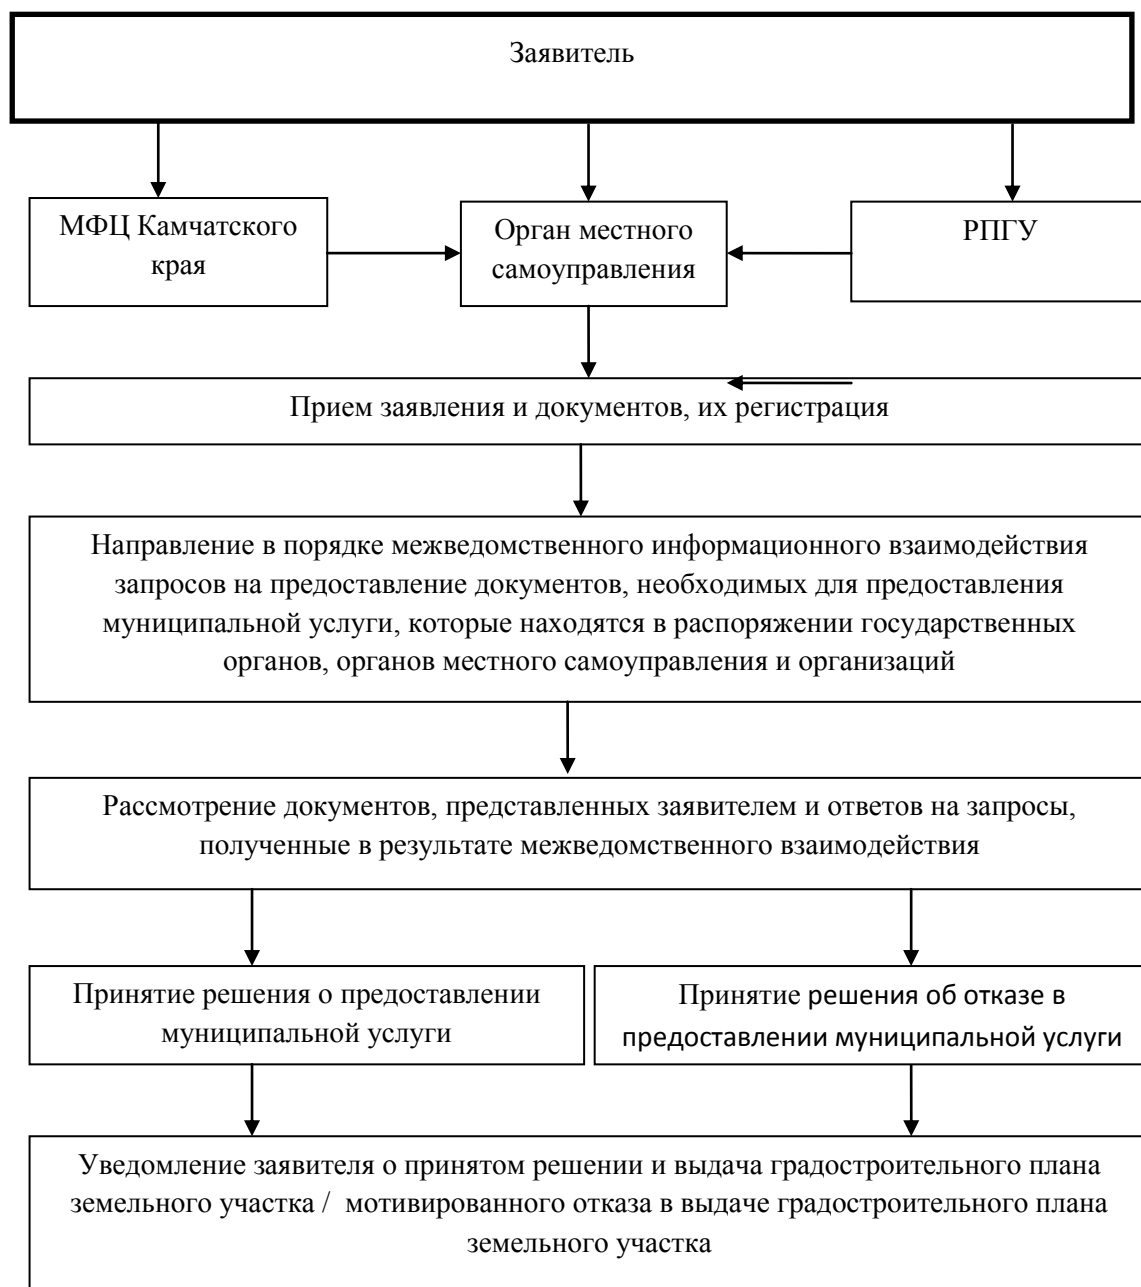 Заявитель
МФЦ Камчатского
края
Орган местного
самоуправления
РПГУ
Прием заявления и документов, их регистрация
Направление в порядке межведомственного информационного взаимодействия
запросов на предоставление документов, необходимых для предоставления
муниципальной услуги, которые находятся в распоряжении государственных
органов, органов местного самоуправления и организаций
Рассмотрение документов, представленных заявителем и ответов на запросы,
полученные в результате межведомственного взаимодействия
Принятие решения о предоставлении
муниципальной услуги
Принятие решения об отказе в
предоставлении муниципальной услуги
Уведомление заявителя о принятом решении и выдача градостроительного плана
земельного участка / мотивированного отказа в выдаче градостроительного плана
земельного участка